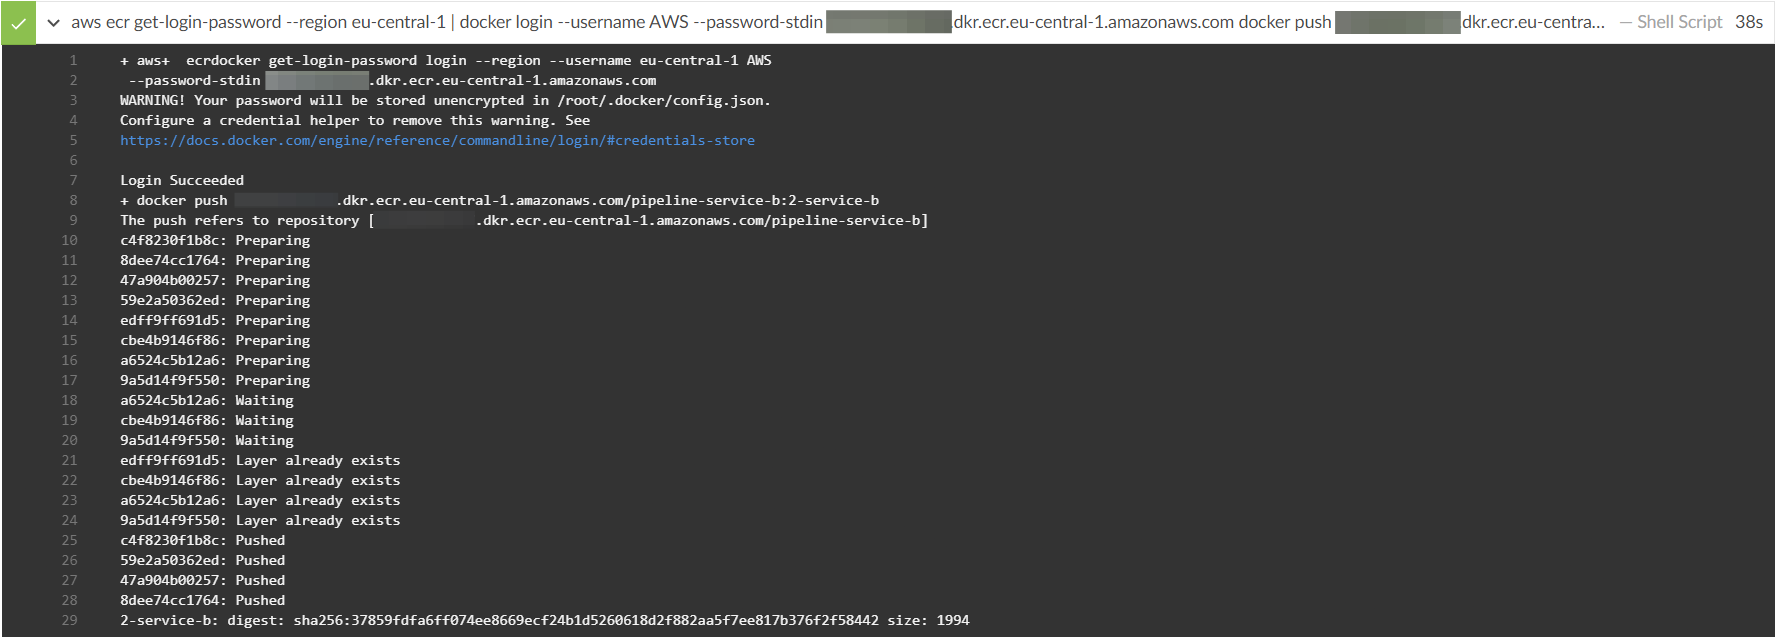 aws ecr get-login-password --region eu-central-1 | docker login --username AWS --password-stdin dkr.ecr.eu-central-1.amazonaws.com docker push dkr.ecr.eu-centra... — Shell Script 38s
1 + aws+  ecrdocker get-login-password login --region --username eu-central-1 AWS
2 --password-stdin .dkr.ecr.eu-central-1.amazonaws.com
3 WARNING! Your password will be stored unencrypted in /root/.docker/config.json.
4 Configure a credential helper to remove this warning. See
5 https://docs.docker.com/engine/reference/commandline/login/#credentials-store
6
7 Login Succeeded
8 + docker push .dkr.ecr.eu-central-1.amazonaws.com/pipeline-service-b:2-service-b
9 The push refers to repository [ .dkr.ecr.eu-central-1.amazonaws.com/pipeline-service-b]
10 c4f8230f1b8c: Preparing
11 8dee74cc1764: Preparing
12 47a904b00257: Preparing
13 59e2a50362ed: Preparing
14 edff9ff691d5: Preparing
15 cbe4b9146f86: Preparing
16 a6524c5b12a6: Preparing
17 9a5d14f9f550: Preparing
18 a6524c5b12a6: Waiting
19 cbe4b9146f86: Waiting
20 9a5d14f9f550: Waiting
21 edff9ff691d5: Layer already exists
22 cbe4b9146f86: Layer already exists
23 a6524c5b12a6: Layer already exists
24 9a5d14f9f550: Layer already exists
25 c4f8230f1b8c: Pushed
26 59e2a50362ed: Pushed
27 47a904b00257: Pushed
28 8dee74cc1764: Pushed
29 2-service-b: digest: sha256:37859fdfa6ff074ee8669ecf24b1d5260618d2f882aa5f7ee817b376f2f58442 size: 1994